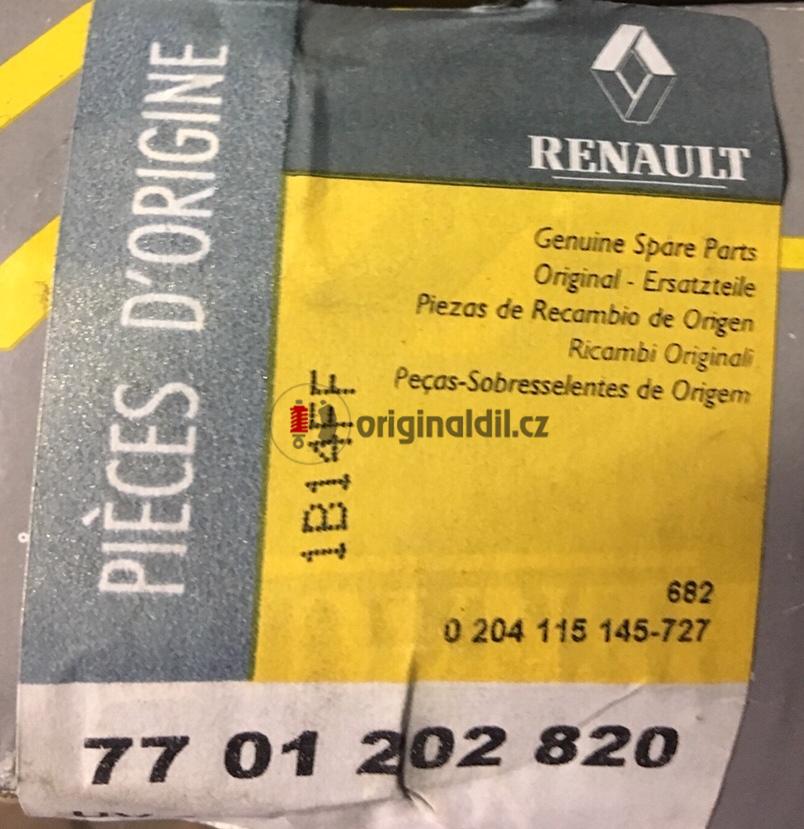 PIÈCES D'ORIGINE
RENAULT
Genuine Spare Parts
Original - Ersatzteile
Piezas de Recambio de Origen
Ricambi Originali
Peças-Sobresselentes de Origem
originaldil.cz
682
0 204 115 145-727
77 01 202 820